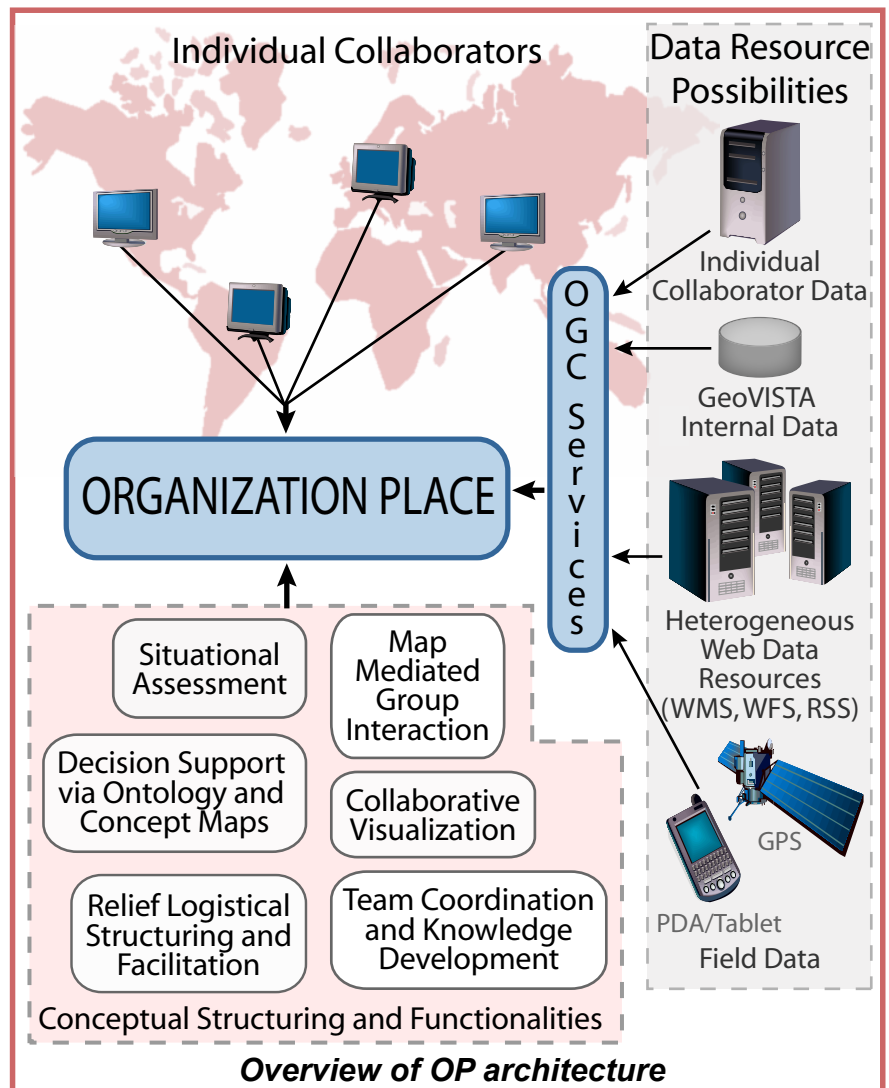 Individual Collaborators
Data Resource
Possibilities
Individual
Collaborator Data
GeoVISTA
Internal Data
Heterogeneous
Web Data
Resources
(WMS, WFS, RSS)
GPS
PDA/Tablet
Field Data
OGC Services
ORGANIZATION PLACE
Situational
Assessment
Map
Mediated
Group
Interaction
Decision Support
via Ontology and
Concept Maps
Collaborative
Visualization
Relief Logistical
Structuring and
Facilitation
Team Coordination
and Knowledge
Development
Conceptual Structuring and Functionalities
Overview of OP architecture